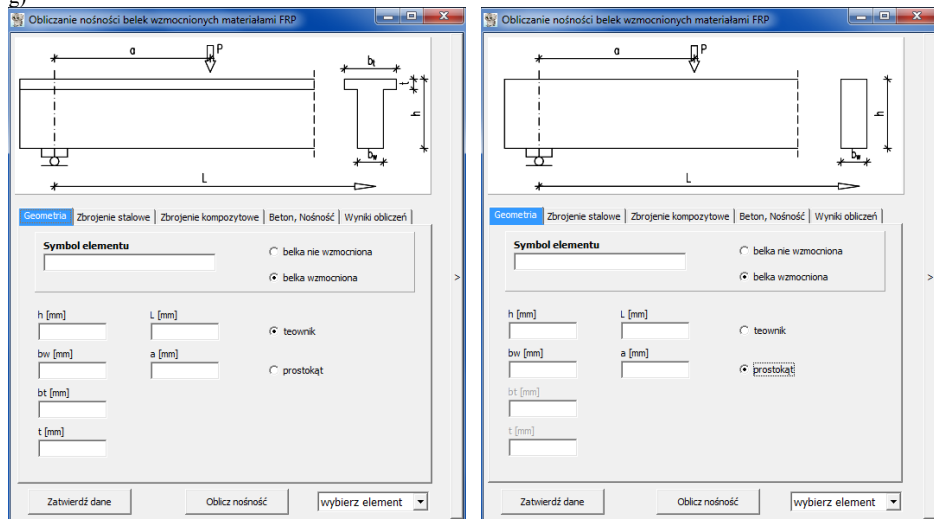 g)
Obliczanie nośności belek wzmocnionych materiałami FRP
a
P
bt
t
h
bw
L
Geometria Zbrojenie stalowe Zbrojenie kompozytowe Beton, Nośność Wyniki obliczeń
Symbol elementu
belka nie wzmocniona
belka wzmocniona
>
h [mm] L [mm]
teownik
bw [mm] a [mm]
prostokąt
bt [mm]
t [mm]
Zatwierdź dane Oblicz nośność wybierz element
Obliczanie nośności belek wzmocnionych materiałami FRP
a
P
h
bw
L
Geometria Zbrojenie stalowe Zbrojenie kompozytowe Beton, Nośność Wyniki obliczeń
Symbol elementu
belka nie wzmocniona
belka wzmocniona
>
h [mm] L [mm]
teownik
bw [mm] a [mm]
prostokąt
bt [mm]
t [mm]
Zatwierdź dane Oblicz nośność wybierz element